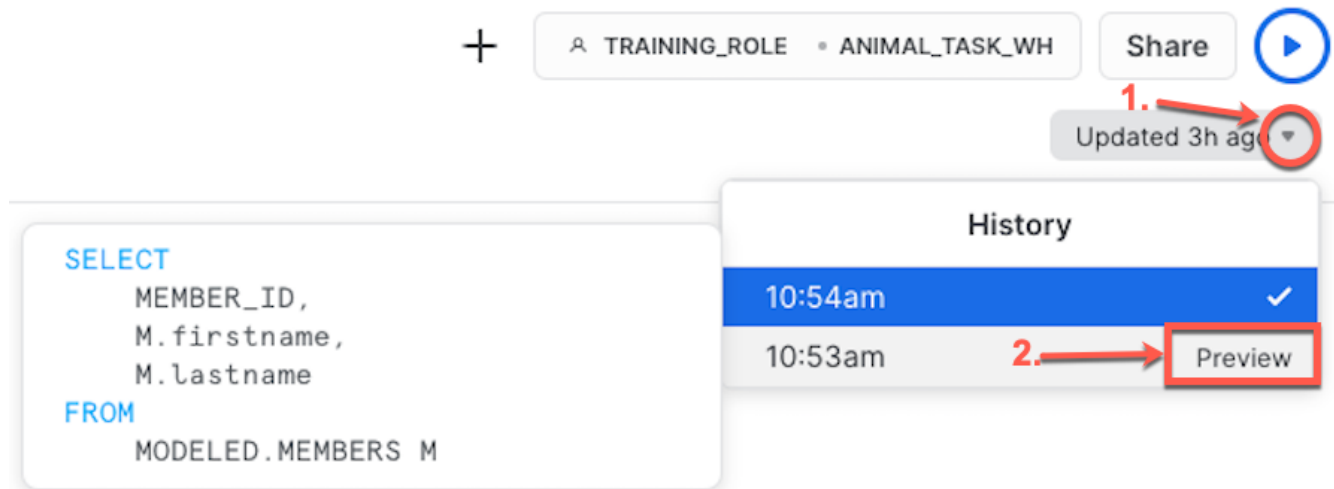 + TRAINING_ROLE • ANIMAL_TASK_WH Share
1.
Updated 3h ago
History
SELECT
MEMBER_ID,
M.firstname,
M.lastname
FROM
MODELED.MEMBERS M
10:54am
10:53am 2. Preview